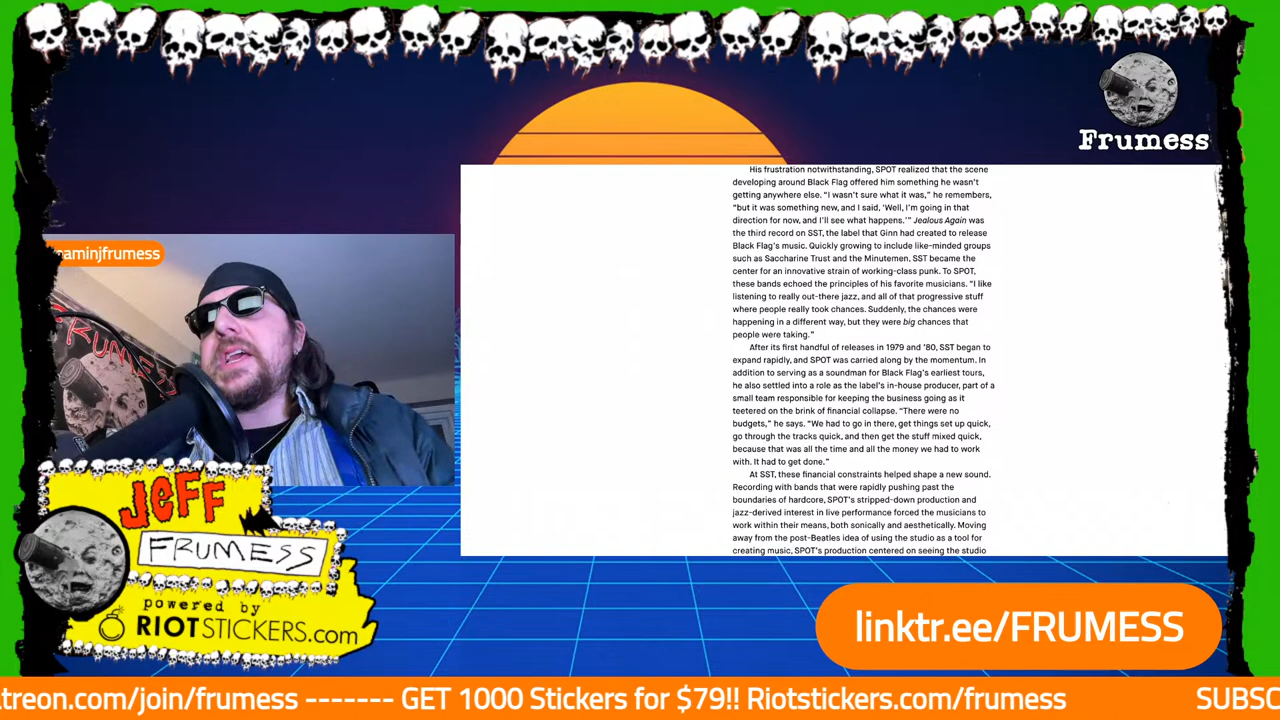 Frumess
aminjfrumess
FRUMESS
His frustration notwithstanding, SPOT realized that the scene
developing around Black Flag offered him something he wasn't
getting anywhere else. “I wasn't sure what it was,” he remembers,
“but it was something new, and I said, ‘Well, I'm going in that
direction for now, and I'll see what happens.’” Jealous Again was
the third record on SST, the label that Ginn had created to release
Black Flag's music. Quickly growing to include like-minded groups
such as Saccharine Trust and the Minutemen, SST became the
center for an innovative strain of working-class punk. To SPOT,
these bands echoed the principles of his favorite musicians. “I like
listening to really out-there jazz, and all of that progressive stuff
where people really took chances. Suddenly, the chances were
happening in a different way, but they were big chances that
people were taking.”
After its first handful of releases in 1979 and ’80, SST began to
expand rapidly, and SPOT was carried along by the momentum. In
addition to serving as a soundman for Black Flag's earliest tours,
he also settled into a role as the label's in-house producer, part of a
small team responsible for keeping the business going as it
teetered on the brink of financial collapse. “There were no
budgets,” he says. “We had to go in there, get things set up quick,
go through the tracks quick, and then get the stuff mixed quick,
because that was all the time and all the money we had to work
with. It had to get done.”
At SST, these financial constraints helped shape a new sound.
Recording with bands that were rapidly pushing past the
boundaries of hardcore, SPOT's stripped-down production and
jazz-derived interest in live performance forced the musicians to
work within their means, both sonically and aesthetically. Moving
away from the post-Beatles idea of using the studio as a tool for
creating music, SPOT's production centered on seeing the studio
JEFF
FRUMESS
powered by
RIOTSTICKERS.com
linktr.ee/FRUMESS
treon.com/join/frumess ------- GET 1000 Stickers for $79!! Riotstickers.com/frumess SUBSC